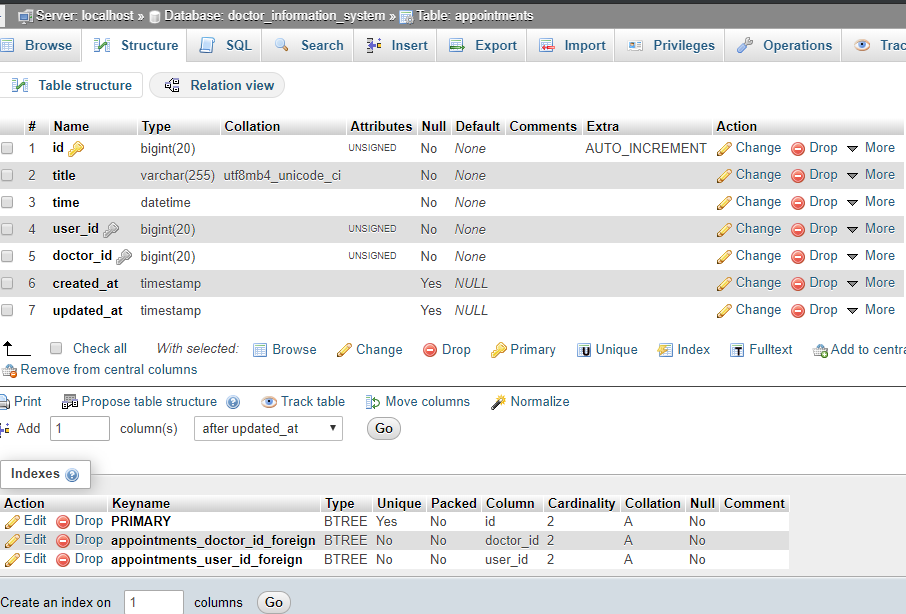 Server: localhost » Database: doctor_information_system » Table: appointments
Browse Structure SQL Search Insert Export Import Privileges Operations Trac
Table structure Relation view
# Name Type Collation Attributes Null Default Comments Extra Action
1 id bigint(20) UNSIGNED No None AUTO_INCREMENT Change Drop More
2 title varchar(255) utf8mb4_unicode_ci No None Change Drop More
3 time datetime No None Change Drop More
4 user_id bigint(20) UNSIGNED No None Change Drop More
5 doctor_id bigint(20) UNSIGNED No None Change Drop More
6 created_at timestamp Yes NULL Change Drop More
7 updated_at timestamp Yes NULL Change Drop More
Check all With selected: Browse Change Drop Primary Unique Index Fulltext Add to centra
Remove from central columns
Print Propose table structure Track table Move columns Normalize
Add 1 column(s) after updated_at Go
Indexes
Action Keyname Type Unique Packed Column Cardinality Collation Null Comment
Edit Drop PRIMARY BTREE Yes No id 2 A No
Edit Drop appointments_doctor_id_foreign BTREE No No doctor_id 2 A No
Edit Drop appointments_user_id_foreign BTREE No No user_id 2 A No
Create an index on 1 columns Go